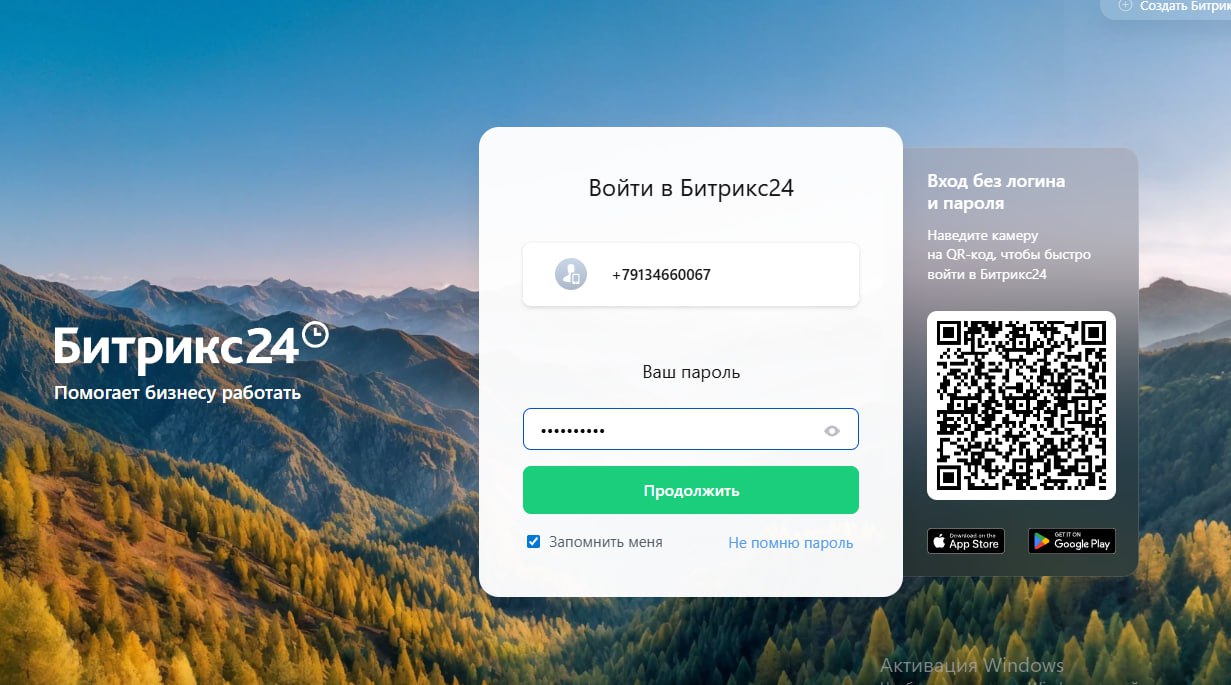 Создать Битрик
Войти в Битрикс24
+79134660067
Ваш пароль
••••••••••
Продолжить
Запомнить меня
Не помню пароль
Битрикс24
Помогает бизнесу работать
Вход без логина
и пароля
Наведите камеру
на QR-код, чтобы быстро
войти в Битрикс24
Download on the
App Store
GET IT ON
Google Play
Активация Windows